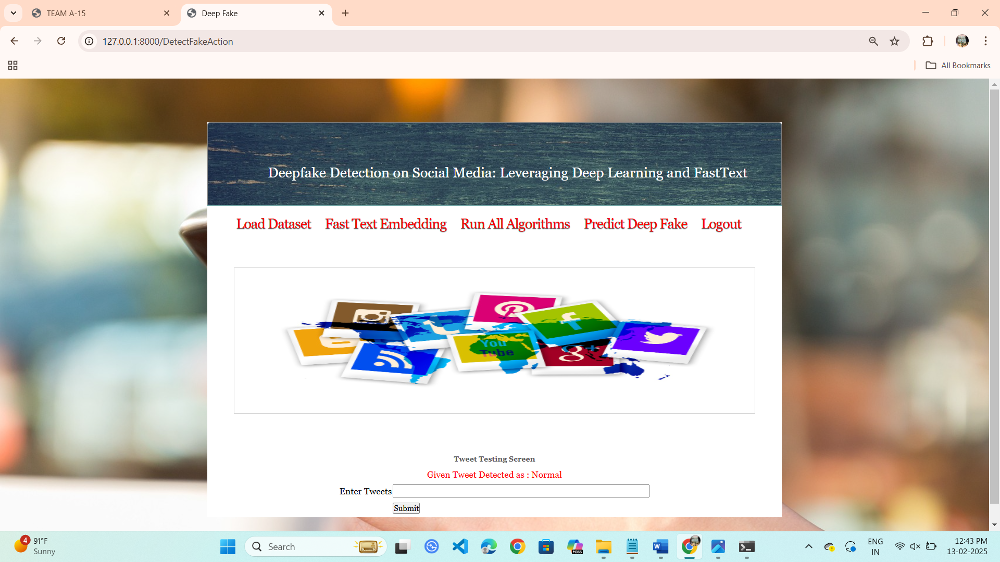 TEAM A-15
Deep Fake
127.0.0.1:8000/DetectFakeAction
All Bookmarks
Deepfake Detection on Social Media: Leveraging Deep Learning and FastText
Load Dataset Fast Text Embedding Run All Algorithms Predict Deep Fake Logout
You
Tube
g+
Tweet Testing Screen
Given Tweet Detected as : Normal
Enter Tweets
Submit
4
91°F
Sunny
Search
M365
ENG
IN
12:43 PM
13-02-2025